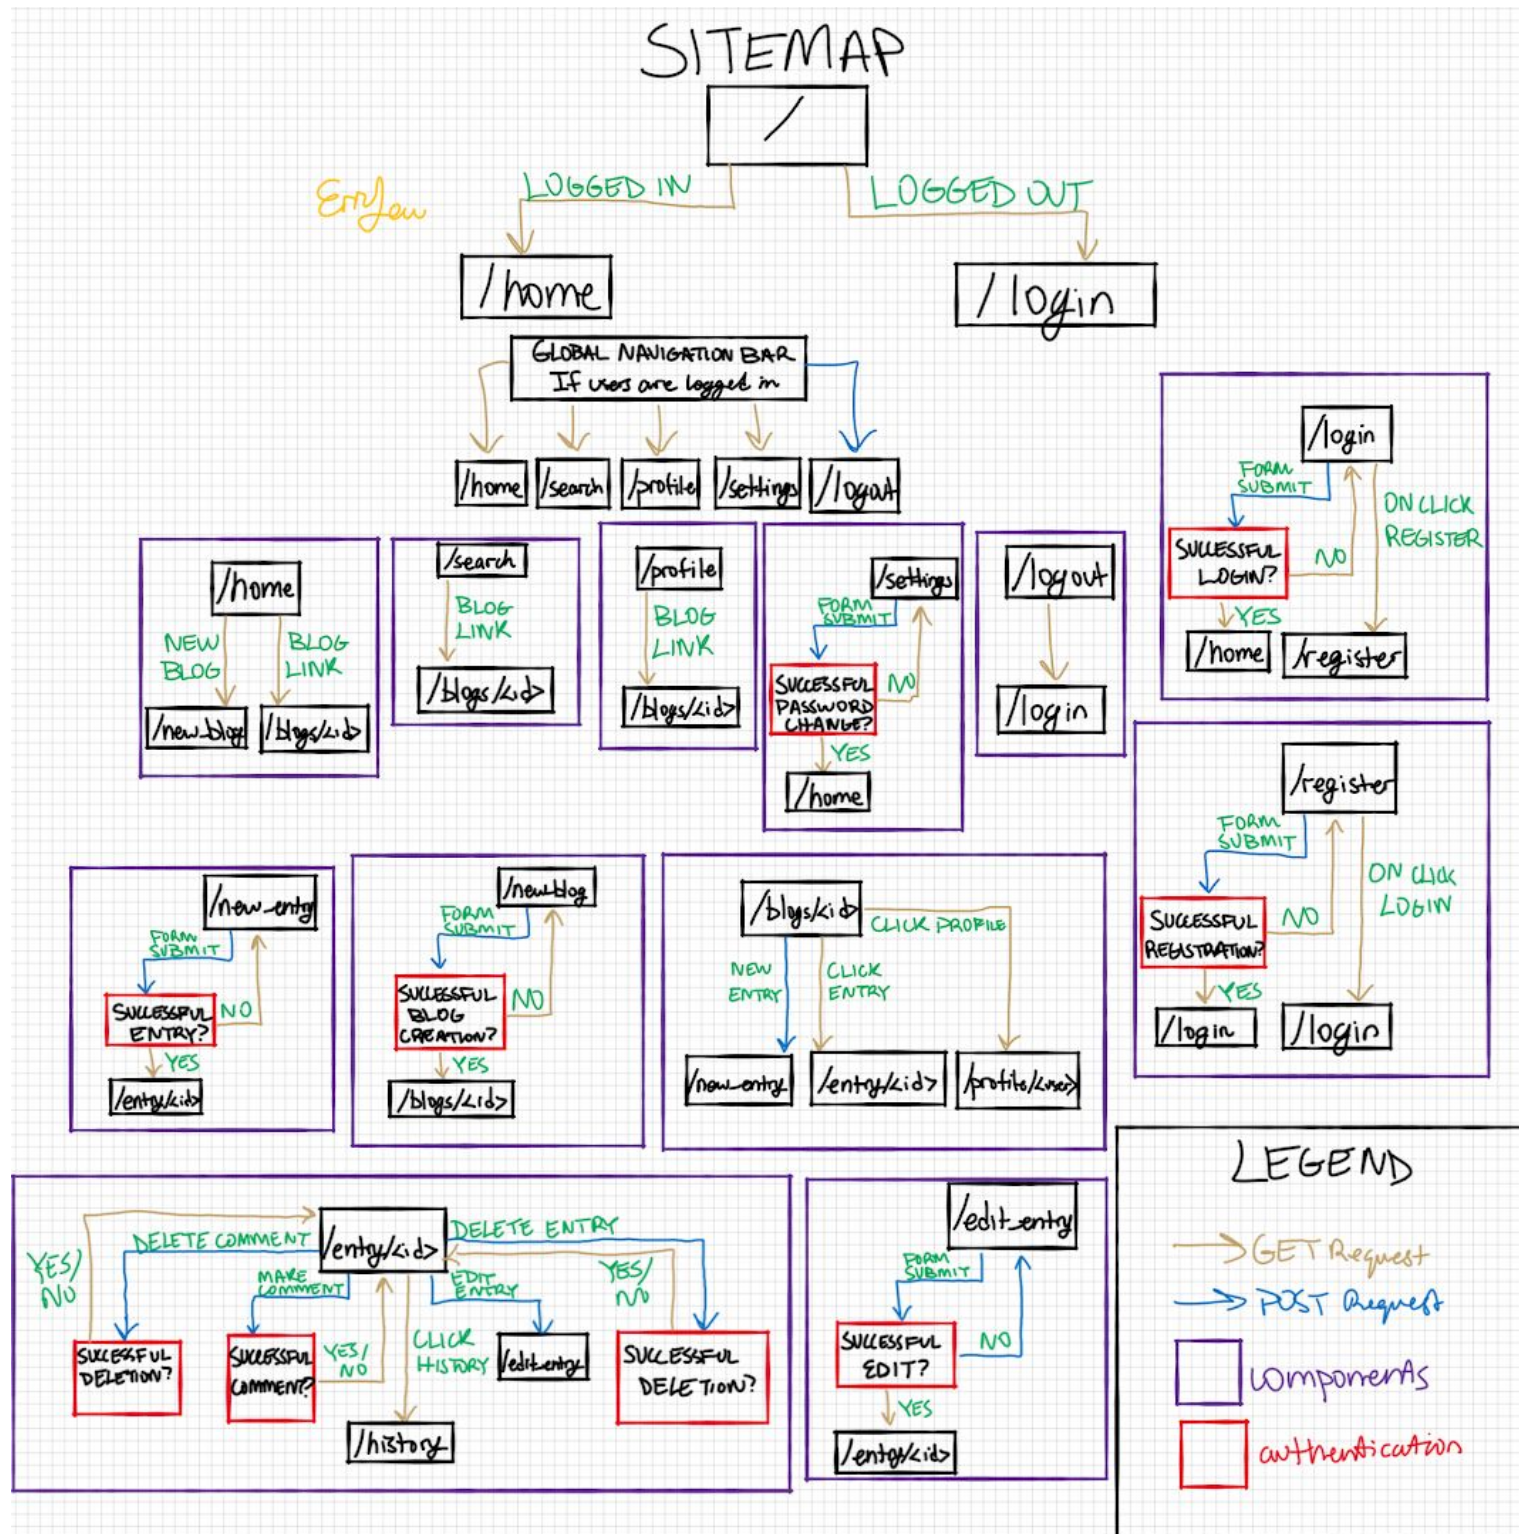 SITEMAP
/
LOGGED IN
LOGGED OUT
/home
/login
GLOBAL NAVIGATION BAR
If users are logged in
/home
/search
/profile
/settings
/logout
/login
FORM
SUBMIT
ON CLICK
REGISTER
SUCCESSFUL
LOGIN?
NO
YES
/home
/register
/home
NEW
BLOG
BLOG
LINK
/new_blog
/blogs/<id>
/search
BLOG
LINK
/blogs/<id>
/profile
BLOG
LINK
/blogs/<id>
/settings
FORM
SUBMIT
SUCCESSFUL
PASSWORD
CHANGE?
NO
YES
/home
/logout
/login
/register
FORM
SUBMIT
ON CLICK
LOGIN
SUCCESSFUL
REGISTRATION?
NO
YES
/login
/login
/new_entry
FORM
SUBMIT
SUCCESSFUL
ENTRY?
NO
YES
/entry/<id>
/new_blog
FORM
SUBMIT
SUCCESSFUL
BLOG
CREATION?
NO
YES
/blogs/<id>
/blogs/<id>
CLICK PROFILE
NEW
ENTRY
CLICK
ENTRY
/new_entry
/entry/<id>
/profile/<user>
/entry/<id>
DELETE COMMENT
DELETE ENTRY
YES/
NO
MAKE
COMMENT
EDIT
ENTRY
YES/
NO
SUCCESSFUL
DELETION?
SUCCESSFUL
COMMENT?
YES/
NO
CLICK
HISTORY
/edit_entry
SUCCESSFUL
DELETION?
/history
/edit_entry
FORM
SUBMIT
SUCCESSFUL
EDIT?
NO
YES
/entry/<id>
LEGEND
GET Request
POST Request
components
authentication